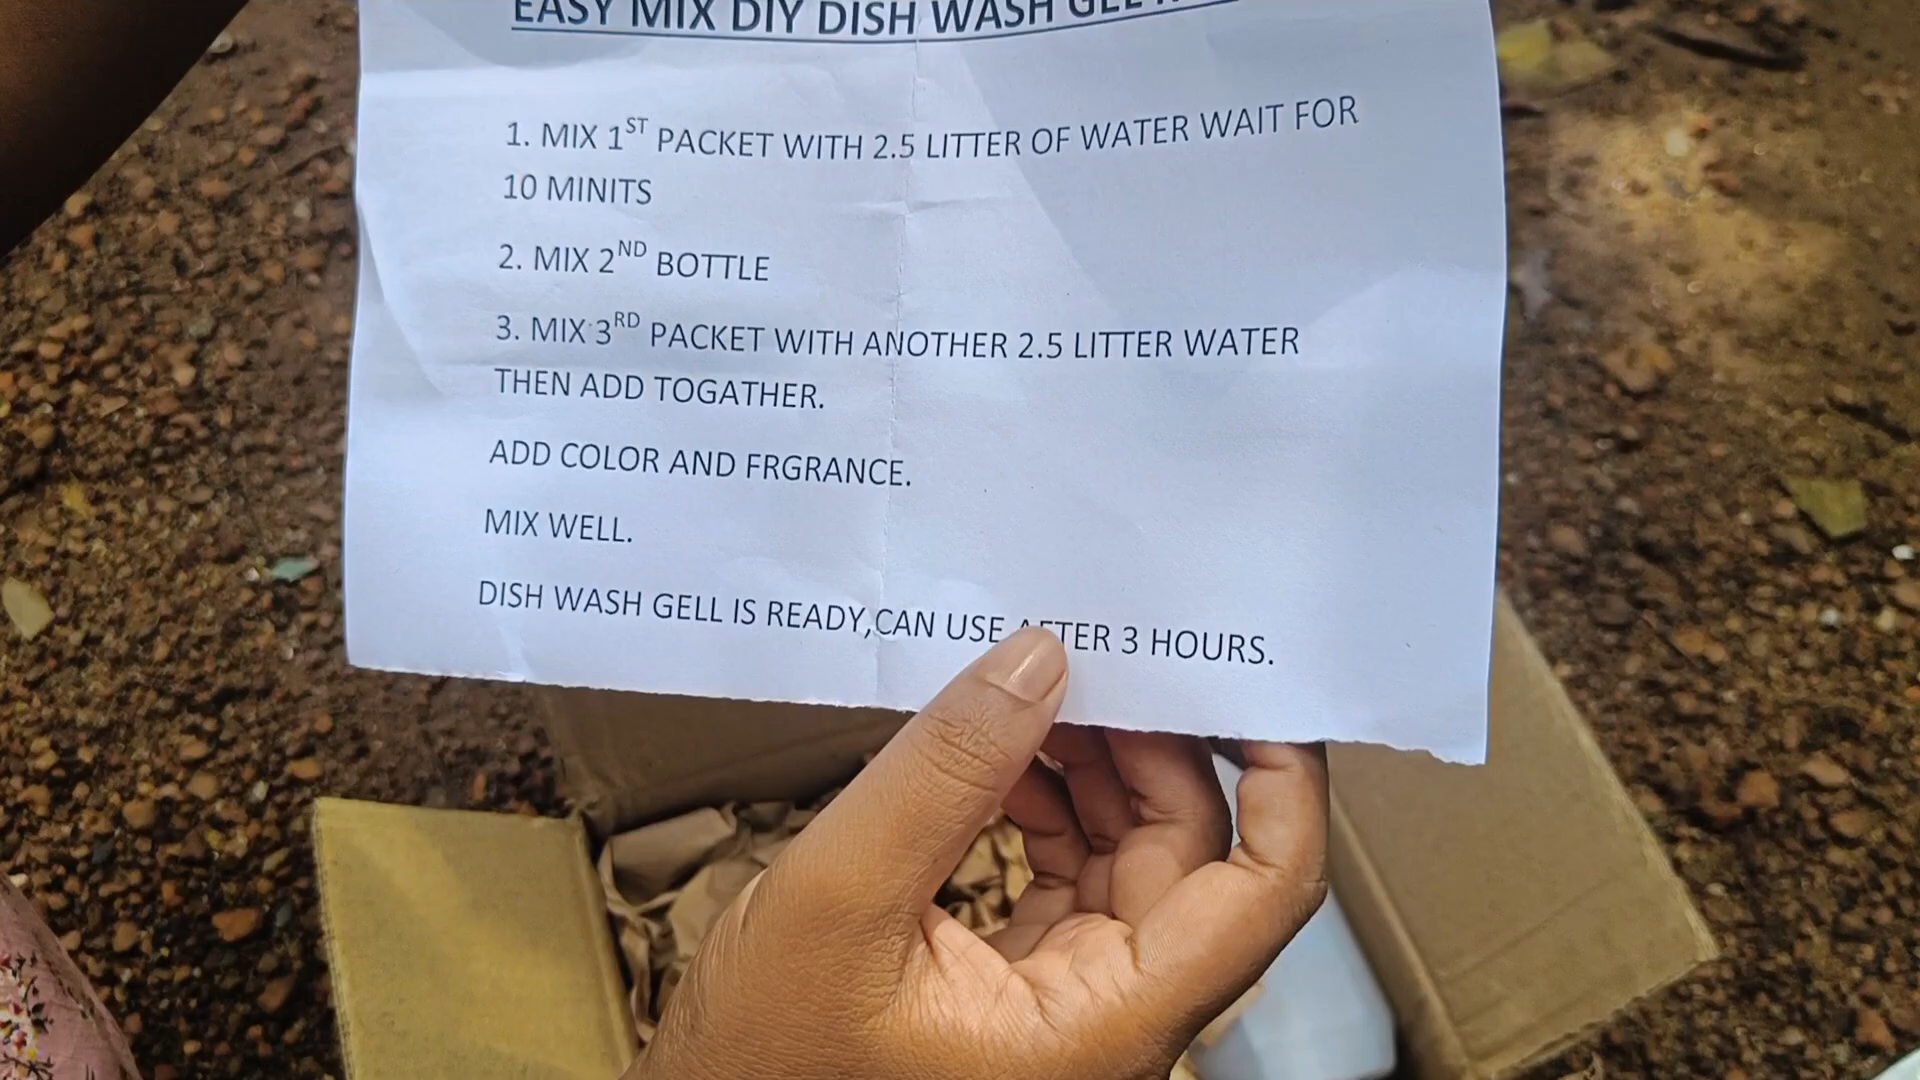 EASY MIX DIY DISH WASH GEL
1. MIX 1ST PACKET WITH 2.5 LITTER OF WATER WAIT FOR
10 MINITS
2. MIX 2ND BOTTLE
3. MIX 3RD PACKET WITH ANOTHER 2.5 LITTER WATER
THEN ADD TOGATHER.
ADD COLOR AND FRGRANCE.
MIX WELL.
DISH WASH GELL IS READY,CAN USE AFTER 3 HOURS.